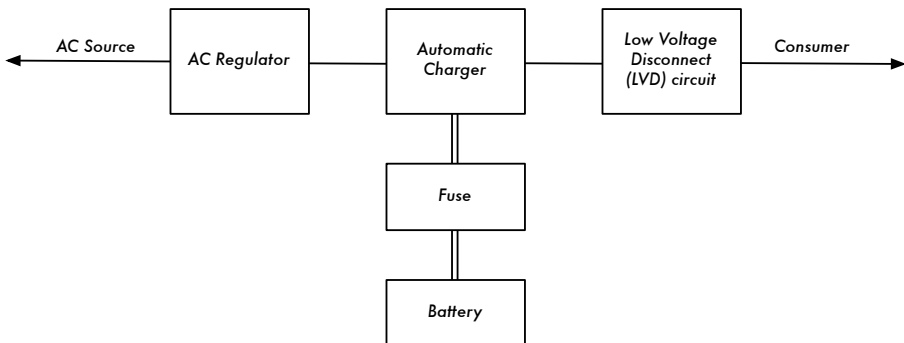 AC Source
AC Regulator
Automatic
Charger
Low Voltage
Disconnect
(LVD) circuit
Consumer
Fuse
Battery